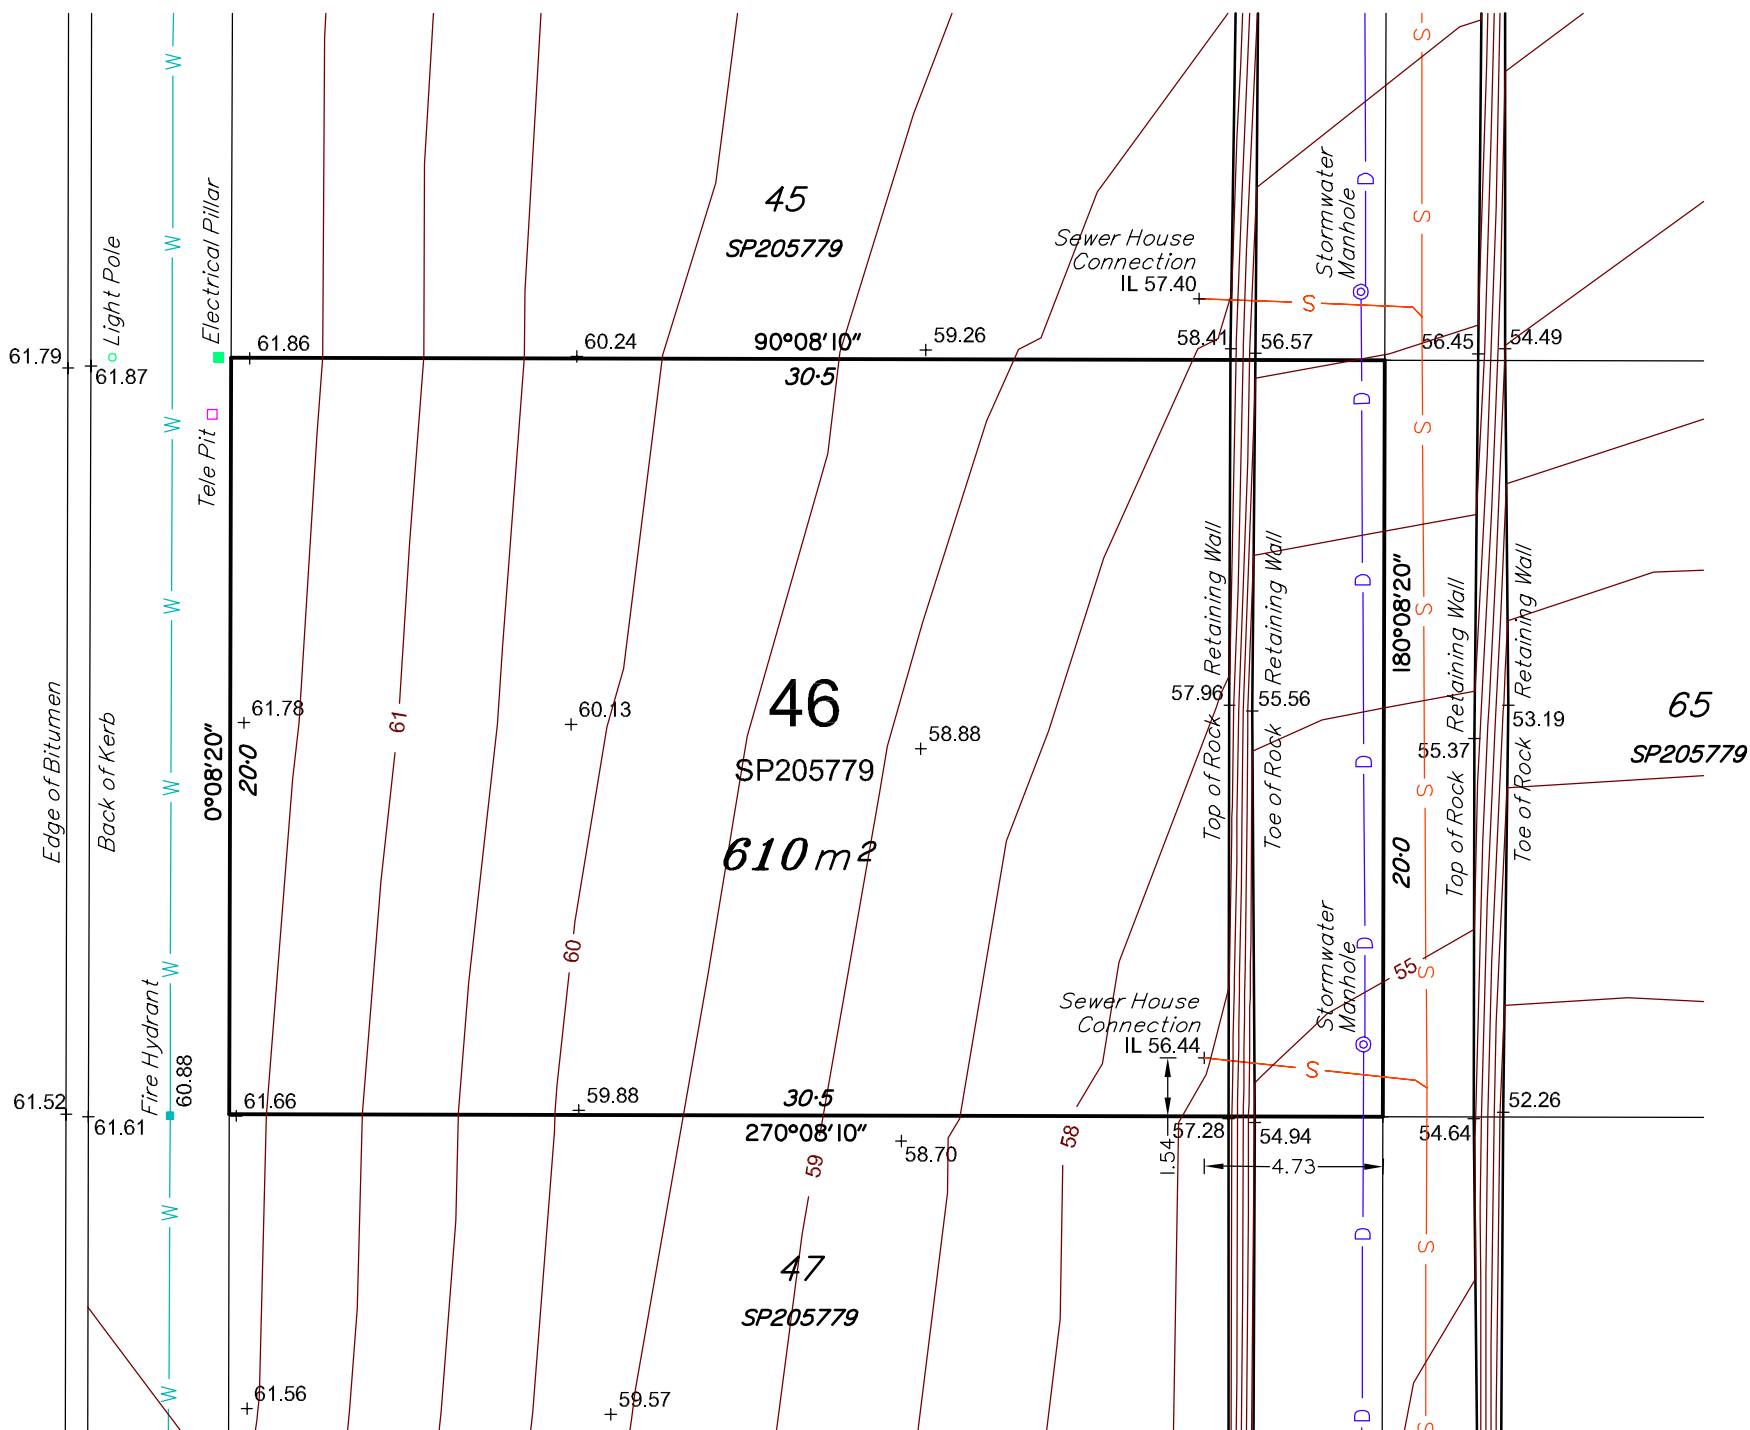 W
S
45
SP205779
D
Stormwater
Manhole
Electrical Pillar
Light Pole
W
S
Sewer House
Connection
IL 57.40
S
61.79
61.87
61.86
60.24
90°08'10"
30·5
59.26
58.41
56.57
56.45
54.49
D
Tele Pit
W
S
Top of Rock Retaining Wall
Toe of Rock Retaining Wall
D
180°08'20"
20·0
S
Top of Rock Retaining Wall
Toe of Rock Retaining Wall
W
Edge of Bitumen
Back of Kerb
0°08'20"
20·0
61.78
61
60.13
46
SP205779
610 m²
58.88
57.96
55.56
55.37
53.19
65
SP205779
W
D
S
60
W
D
55
S
Stormwater
Manhole
Fire Hydrant
60.88
Sewer House
Connection
IL 56.44
S
61.52
61.61
61.66
59.88
30·5
270°08'10"
59
58.70
58
1.54
57.28
54.94
4.73
54.64
52.26
W
D
S
47
SP205779
61.56
59.57
W
D
S